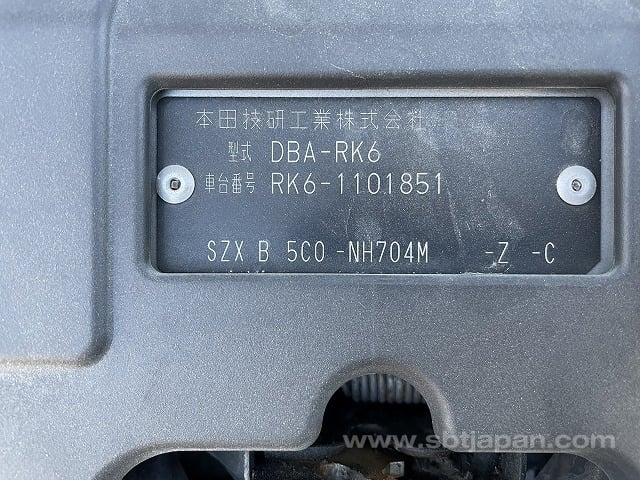 本田技研工業株式会社
型式 DBA-RK6
車台番号 RK6-1101851
SZX B 5C0 -NH704M -Z -C
www.sbtjapan.com